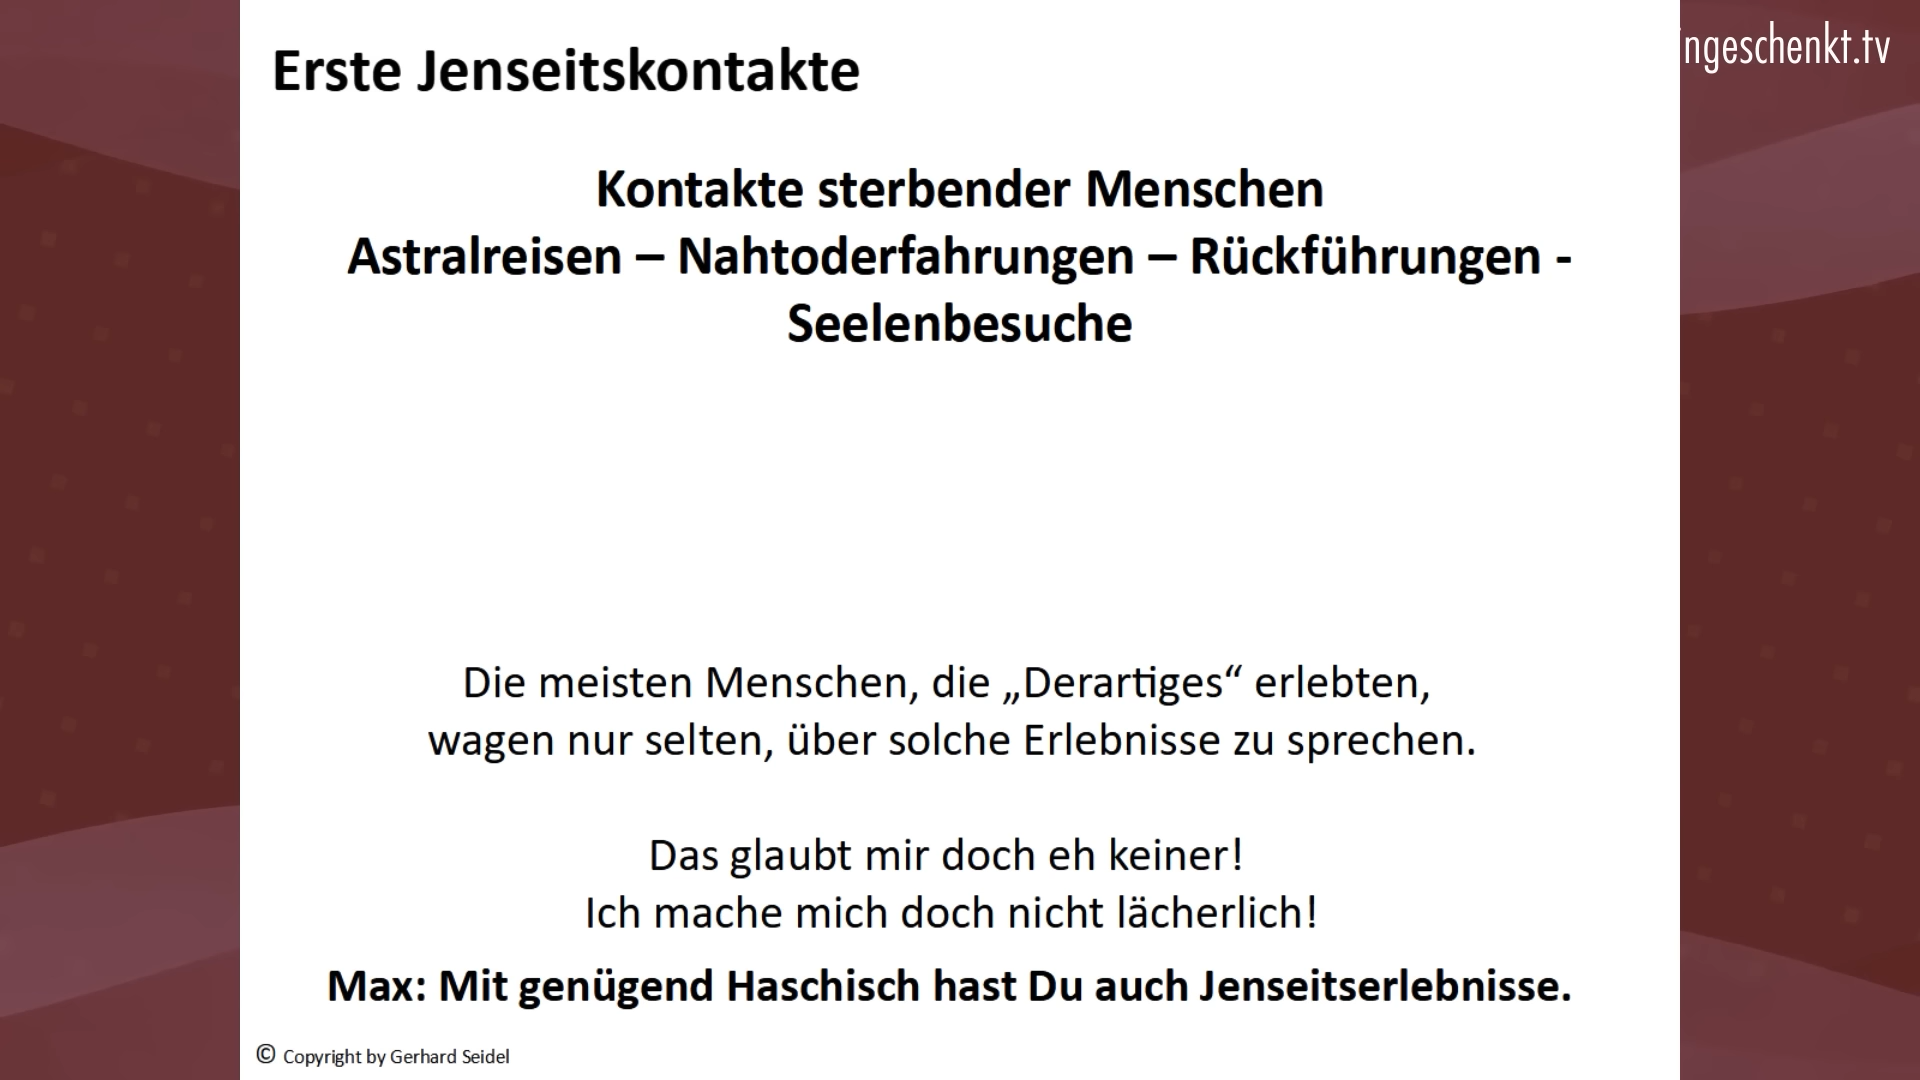 Erste Jenseitskontakte
ngeschenkt.tv
Kontakte sterbender Menschen
Astralreisen – Nahtoderfahrungen – Rückführungen -
Seelenbesuche
Die meisten Menschen, die „Derartiges“ erlebten,
wagen nur selten, über solche Erlebnisse zu sprechen.
Das glaubt mir doch eh keiner!
Ich mache mich doch nicht lächerlich!
Max: Mit genügend Haschisch hast Du auch Jenseitserlebnisse.
© Copyright by Gerhard Seidel